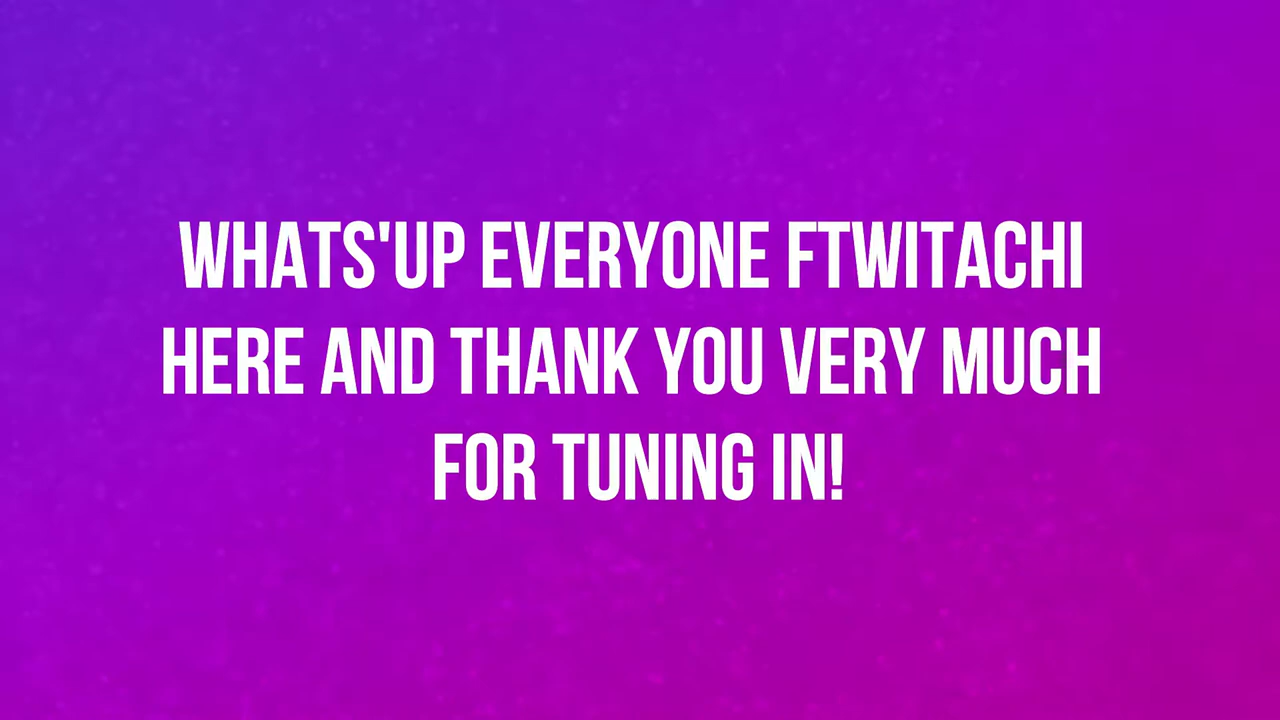 WHATS'UP EVERYONE FTWITACHI
HERE AND THANK YOU VERY MUCH
FOR TUNING IN!